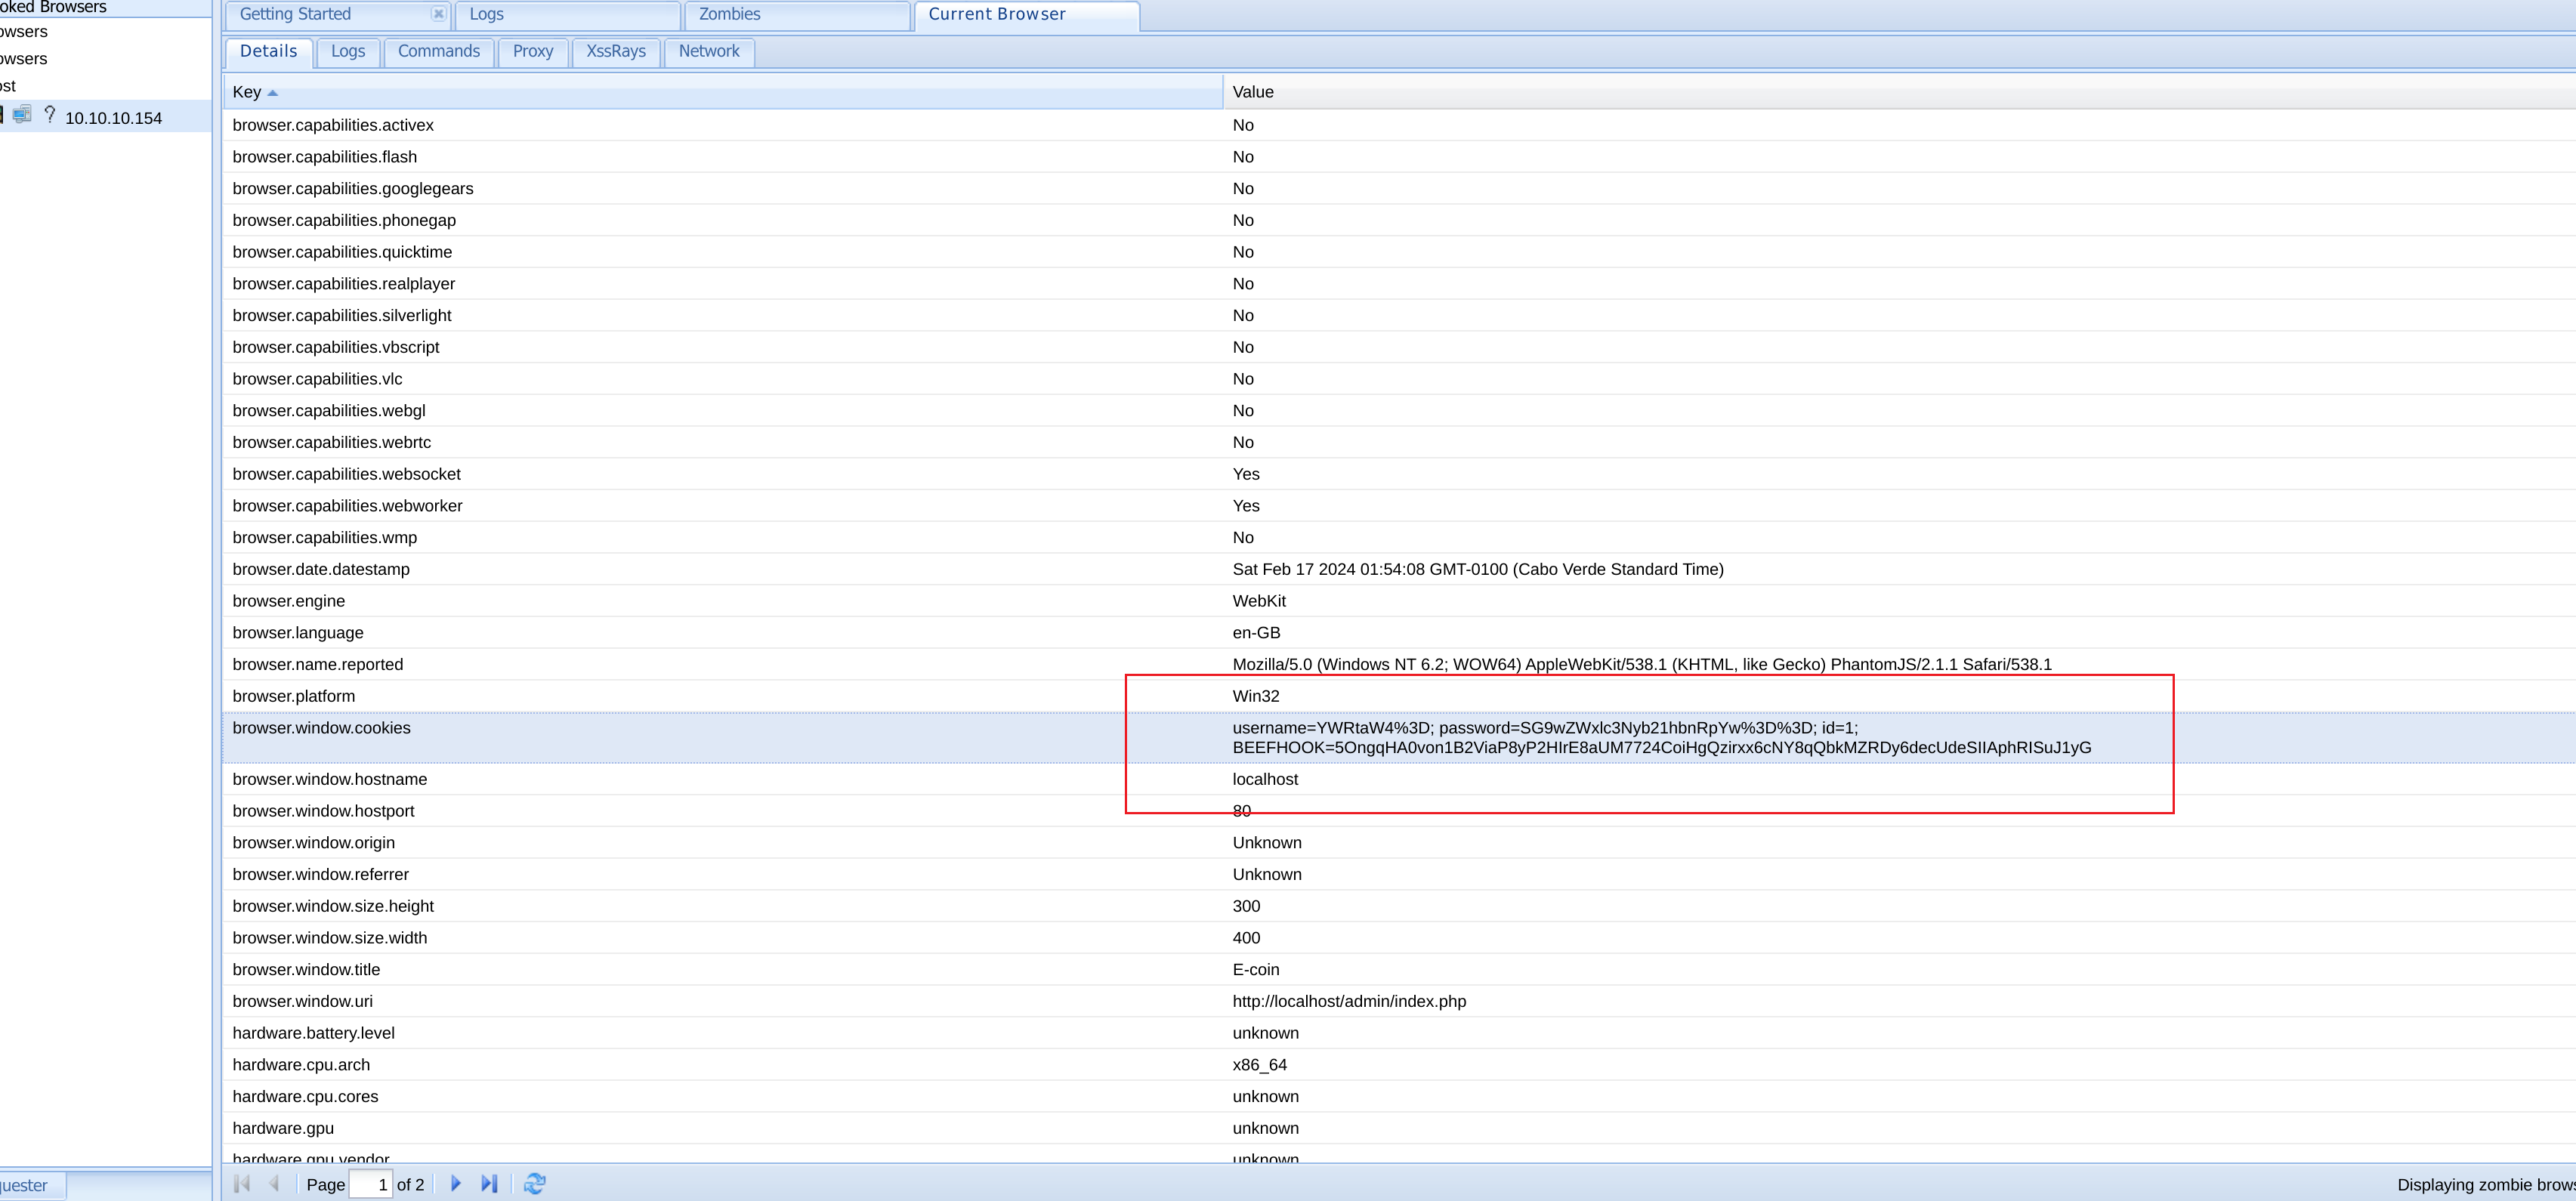 oked Browsers
owsers
owsers
ost
10.10.10.154
quester
Getting Started Logs Zombies Current Browser
Details Logs Commands Proxy XssRays Network
Key Value
browser.capabilities.activex No
browser.capabilities.flash No
browser.capabilities.googlegears No
browser.capabilities.phonegap No
browser.capabilities.quicktime No
browser.capabilities.realplayer No
browser.capabilities.silverlight No
browser.capabilities.vbscript No
browser.capabilities.vlc No
browser.capabilities.webgl No
browser.capabilities.webrtc No
browser.capabilities.websocket Yes
browser.capabilities.webworker Yes
browser.capabilities.wmp No
browser.date.datestamp Sat Feb 17 2024 01:54:08 GMT-0100 (Cabo Verde Standard Time)
browser.engine WebKit
browser.language en-GB
browser.name.reported Mozilla/5.0 (Windows NT 6.2; WOW64) AppleWebKit/538.1 (KHTML, like Gecko) PhantomJS/2.1.1 Safari/538.1
browser.platform Win32
browser.window.cookies username=YWRtaW4%3D; password=SG9wZWxlc3Nyb21hbnRpYw%3D%3D; id=1;
BEEFHOOK=5OngqHA0von1B2ViaP8yP2HIrE8aUM7724CoiHgQzirxx6cNY8qQbkMZRDy6decUdeSIIAphRISuJ1yG
browser.window.hostname localhost
browser.window.hostport 80
browser.window.origin Unknown
browser.window.referrer Unknown
browser.window.size.height 300
browser.window.size.width 400
browser.window.title E-coin
browser.window.uri http://localhost/admin/index.php
hardware.battery.level unknown
hardware.cpu.arch x86_64
hardware.cpu.cores unknown
hardware.gpu unknown
hardware.gpu.vendor unknown
Page 1 of 2 Displaying zombie brows